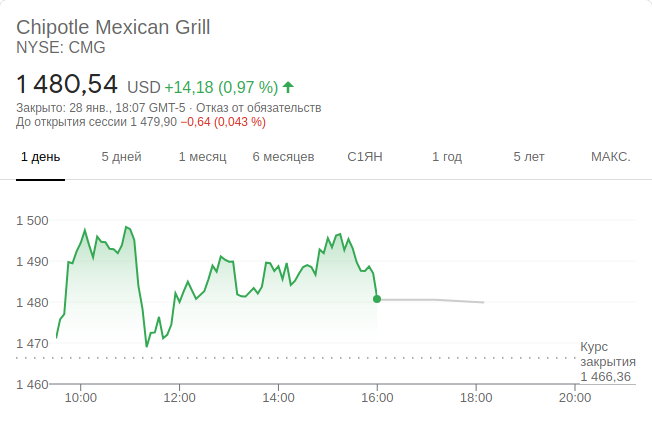 Chipotle Mexican Grill
NYSE: CMG
1 480,54 USD +14,18 (0,97 %)
Закрыто: 28 янв., 18:07 GMT-5 · Отказ от обязательств
До открытия сессии 1 479,90 −0,64 (0,043 %)
1 день 5 дней 1 месяц 6 месяцев С1ЯН 1 год 5 лет МАКС.
1 500
1 490
1 480
1 470
Курс
закрытия
1 466,36
1 460
10:00 12:00 14:00 16:00 18:00 20:00